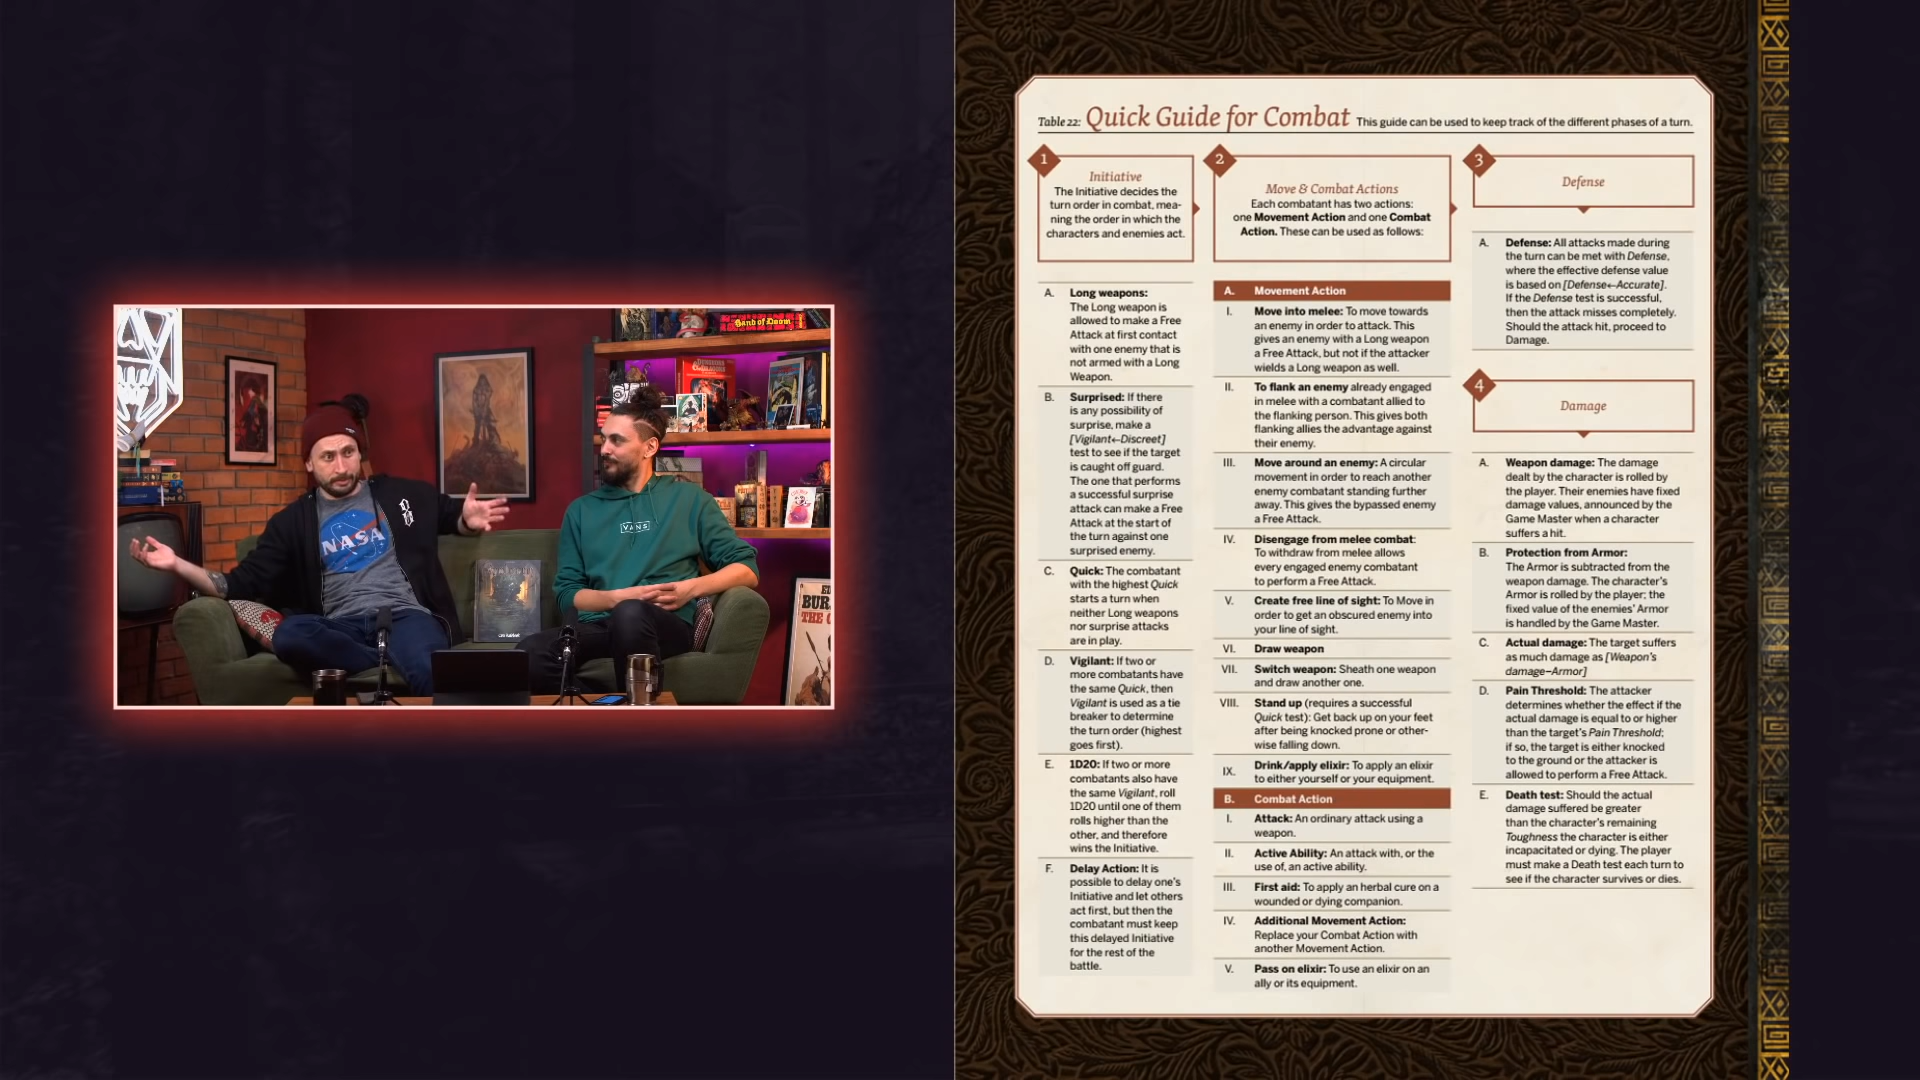 Hand of Doom
NASA
VANS
Table 22: Quick Guide for Combat This guide can be used to keep track of the different phases of a turn.
1
Initiative
The Initiative decides the
turn order in combat, mea-
ning the order in which the
characters and enemies act.
A. Long weapons:
The Long weapon is
allowed to make a Free
Attack at first contact
with one enemy that is
not armed with a Long
Weapon.
B. Surprised: If there
is any possibility of
surprise, make a
[Vigilant←Discreet]
test to see if the target
is caught off guard.
The one that performs
a successful surprise
attack can make a Free
Attack at the start of
the turn against one
surprised enemy.
C. Quick: The combatant
with the highest Quick
starts a turn when
neither Long weapons
nor surprise attacks
are in play.
D. Vigilant: If two or
more combatants have
the same Quick, then
Vigilant is used as a tie
breaker to determine
the turn order (highest
goes first).
E. 1D20: If two or more
combatants also have
the same Vigilant, roll
1D20 until one of them
rolls higher than the
other, and therefore
wins the Initiative.
F. Delay Action: It is
possible to delay one's
Initiative and let others
act first, but then the
combatant must keep
this delayed Initiative
for the rest of the
battle.
2
Move & Combat Actions
Each combatant has two actions:
one Movement Action and one Combat
Action. These can be used as follows:
A. Movement Action
I. Move into melee: To move towards
an enemy in order to attack. This
gives an enemy with a Long weapon
a Free Attack, but not if the attacker
wields a Long weapon as well.
II. To flank an enemy already engaged
in melee with a combatant allied to
the flanking person. This gives both
flanking allies the advantage against
their enemy.
III. Move around an enemy: A circular
movement in order to reach another
enemy combatant standing further
away. This gives the bypassed enemy
a Free Attack.
IV. Disengage from melee combat:
To withdraw from melee allows
every engaged enemy combatant
to perform a Free Attack.
V. Create free line of sight: To Move in
order to get an obscured enemy into
your line of sight.
VI. Draw weapon
VII. Switch weapon: Sheath one weapon
and draw another one.
VIII. Stand up (requires a successful
Quick test): Get back up on your feet
after being knocked prone or other-
wise falling down.
IX. Drink/apply elixir: To apply an elixir
to either yourself or your equipment.
B. Combat Action
I. Attack: An ordinary attack using a
weapon.
II. Active Ability: An attack with, or the
use of, an active ability.
III. First aid: To apply an herbal cure on a
wounded or dying companion.
IV. Additional Movement Action:
Replace your Combat Action with
another Movement Action.
V. Pass on elixir: To use an elixir on an
ally or its equipment.
3
Defense
A. Defense: All attacks made during
the turn can be met with Defense,
where the effective defense value
is based on [Defense←Accurate].
If the Defense test is successful,
then the attack misses completely.
Should the attack hit, proceed to
Damage.
4
Damage
A. Weapon damage: The damage
dealt by the character is rolled by
the player. Their enemies have fixed
damage values, announced by the
Game Master when a character
suffers a hit.
B. Protection from Armor:
The Armor is subtracted from the
weapon damage. The character's
Armor is rolled by the player; the
fixed value of the enemies' Armor
is handled by the Game Master.
C. Actual damage: The target suffers
as much damage as [Weapon's
damage–Armor]
D. Pain Threshold: The attacker
determines whether the effect if the
actual damage is equal to or higher
than the target's Pain Threshold;
if so, the target is either knocked
to the ground or the attacker is
allowed to perform a Free Attack.
E. Death test: Should the actual
damage suffered be greater
than the character's remaining
Toughness the character is either
incapacitated or dying. The player
must make a Death test each turn to
see if the character survives or dies.